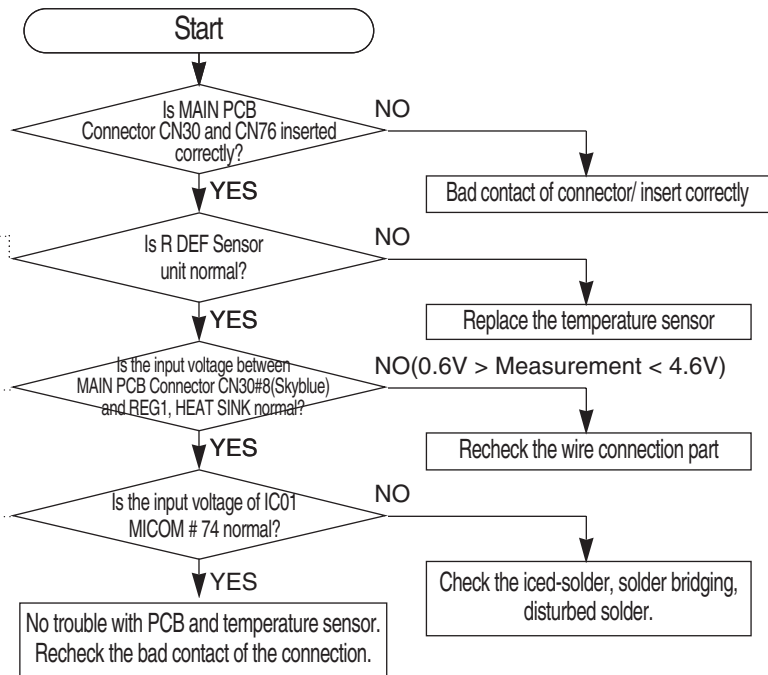 Start
Is MAIN PCB
Connector CN30 and CN76 inserted
correctly?
NO
Bad contact of connector/ insert correctly
YES
Is R DEF Sensor
unit normal?
NO
Replace the temperature sensor
YES
Is the input voltage between
MAIN PCB Connector CN30#8(Skyblue)
and REG1, HEAT SINK normal?
NO(0.6V > Measurement < 4.6V)
Recheck the wire connection part
YES
Is the input voltage of IC01
MICOM # 74 normal?
NO
Check the iced-solder, solder bridging,
disturbed solder.
YES
No trouble with PCB and temperature sensor.
Recheck the bad contact of the connection.